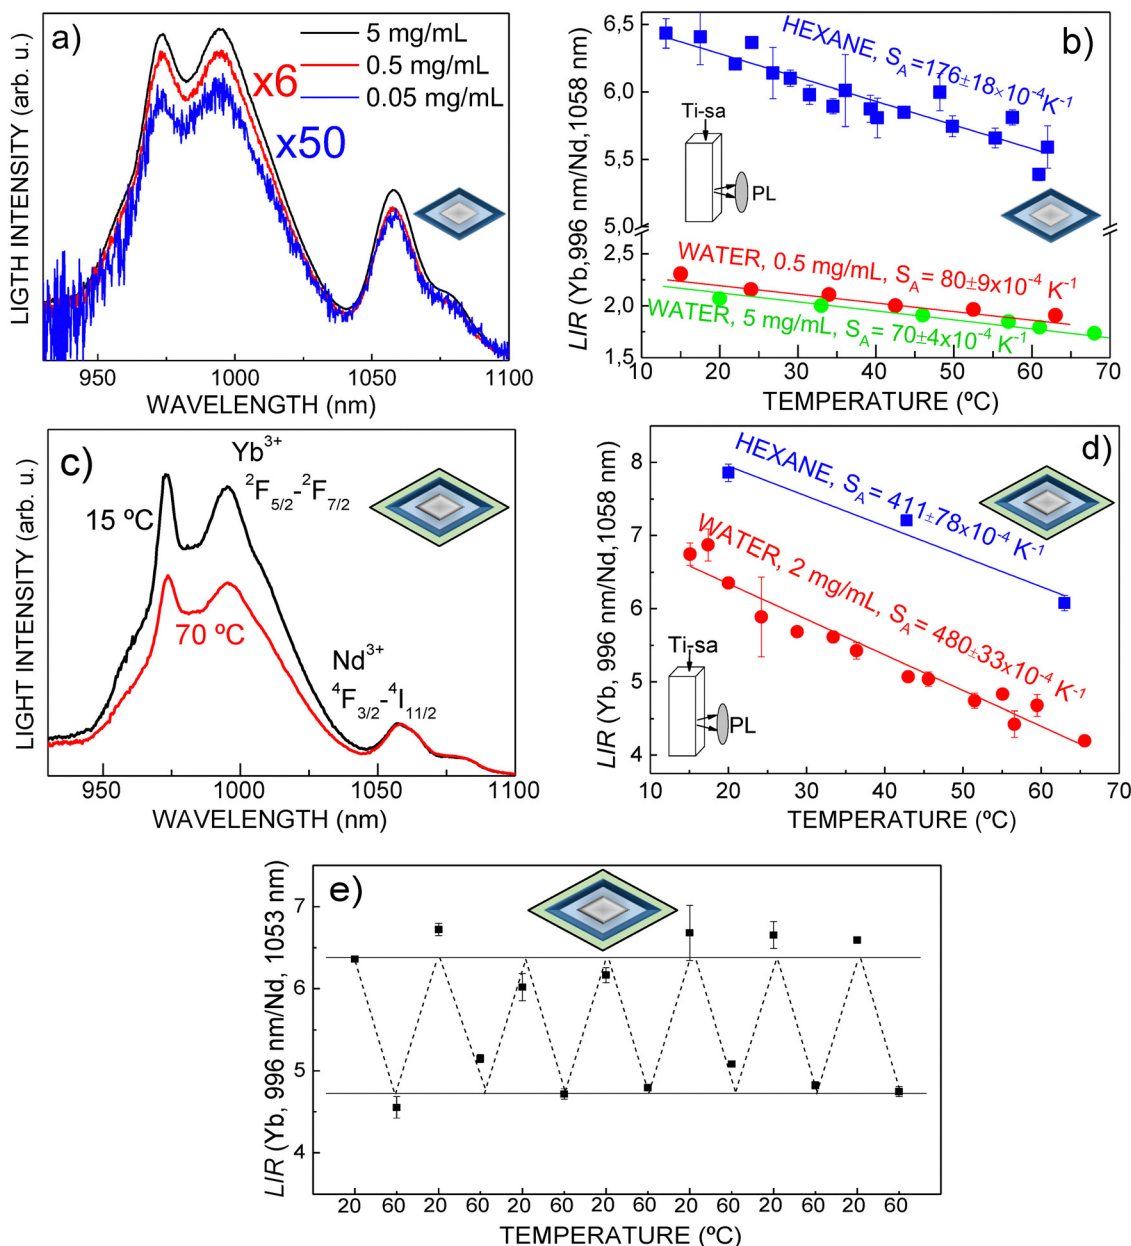 a)
5 mg/mL
0.5 mg/mL
0.05 mg/mL
x6
x50
LIGTH INTENSITY (arb. u.)
950 1000 1050 1100
WAVELENGTH (nm)
b)
HEXANE, S_A=176±18×10⁻⁴K⁻¹
Ti-sa
PL
WATER, 0.5 mg/mL, S_A= 80±9x10⁻⁴ K⁻¹
WATER, 5 mg/mL, S_A= 70±4x10⁻⁴ K⁻¹
LIR (Yb,996 nm/Nd,1058 nm)
6.5
6.0
5.5
5.0
2.5
2.0
1.5
10 20 30 40 50 60 70
TEMPERATURE (ºC)
c)
Yb³⁺
²F₅/₂-²F₇/₂
15 ºC
70 ºC
Nd³⁺
⁴F₃/₂-⁴I₁₁/₂
LIGHT INTENSITY (arb. u.)
950 1000 1050 1100
WAVELENGTH (nm)
d)
HEXANE, S_A= 411±78x10⁻⁴ K⁻¹
WATER, 2 mg/mL, S_A= 480±33x10⁻⁴ K⁻¹
Ti-sa
PL
LIR (Yb, 996 nm/Nd,1058 nm)
8
7
6
5
4
10 20 30 40 50 60 70
TEMPERATURE (ºC)
e)
LIR (Yb, 996 nm/Nd, 1053 nm)
7
6
5
4
20 60 20 60 20 60 20 60 20 60 20 60 20 60
TEMPERATURE (ºC)